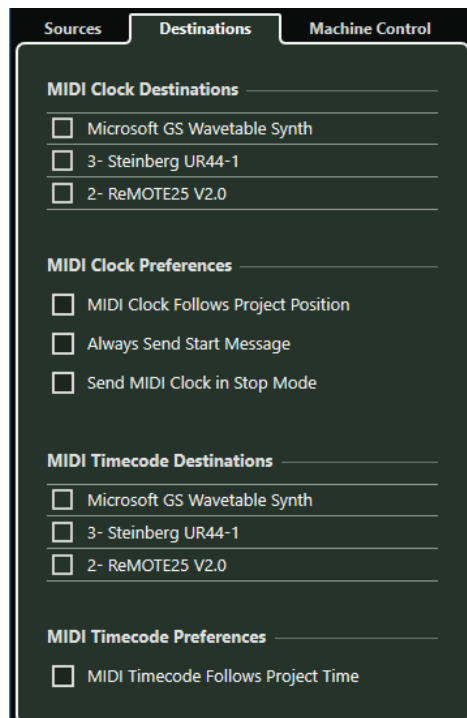 Sources Destinations Machine Control
MIDI Clock Destinations
Microsoft GS Wavetable Synth
3- Steinberg UR44-1
2- ReMOTE25 V2.0
MIDI Clock Preferences
MIDI Clock Follows Project Position
Always Send Start Message
Send MIDI Clock in Stop Mode
MIDI Timecode Destinations
Microsoft GS Wavetable Synth
3- Steinberg UR44-1
2- ReMOTE25 V2.0
MIDI Timecode Preferences
MIDI Timecode Follows Project Time